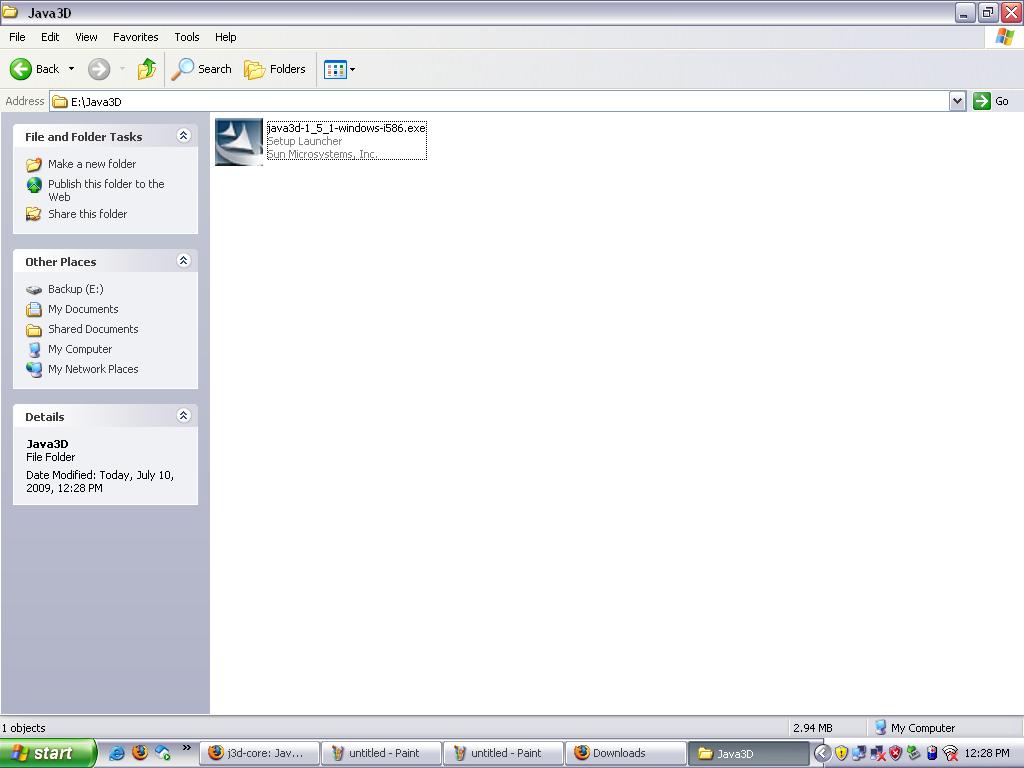 Java3D
File Edit View Favorites Tools Help
Back Search Folders
Address E:\Java3D Go
File and Folder Tasks
Make a new folder
Publish this folder to the
Web
Share this folder
Other Places
Backup (E:)
My Documents
Shared Documents
My Computer
My Network Places
Details
Java3D
File Folder
Date Modified: Today, July 10,
2009, 12:28 PM
java3d-1_5_1-windows-i586.exe
Setup Launcher
Sun Microsystems, Inc.
1 objects 2.94 MB My Computer
start » j3d-core: Jav... untitled - Paint untitled - Paint Downloads Java3D 12:28 PM